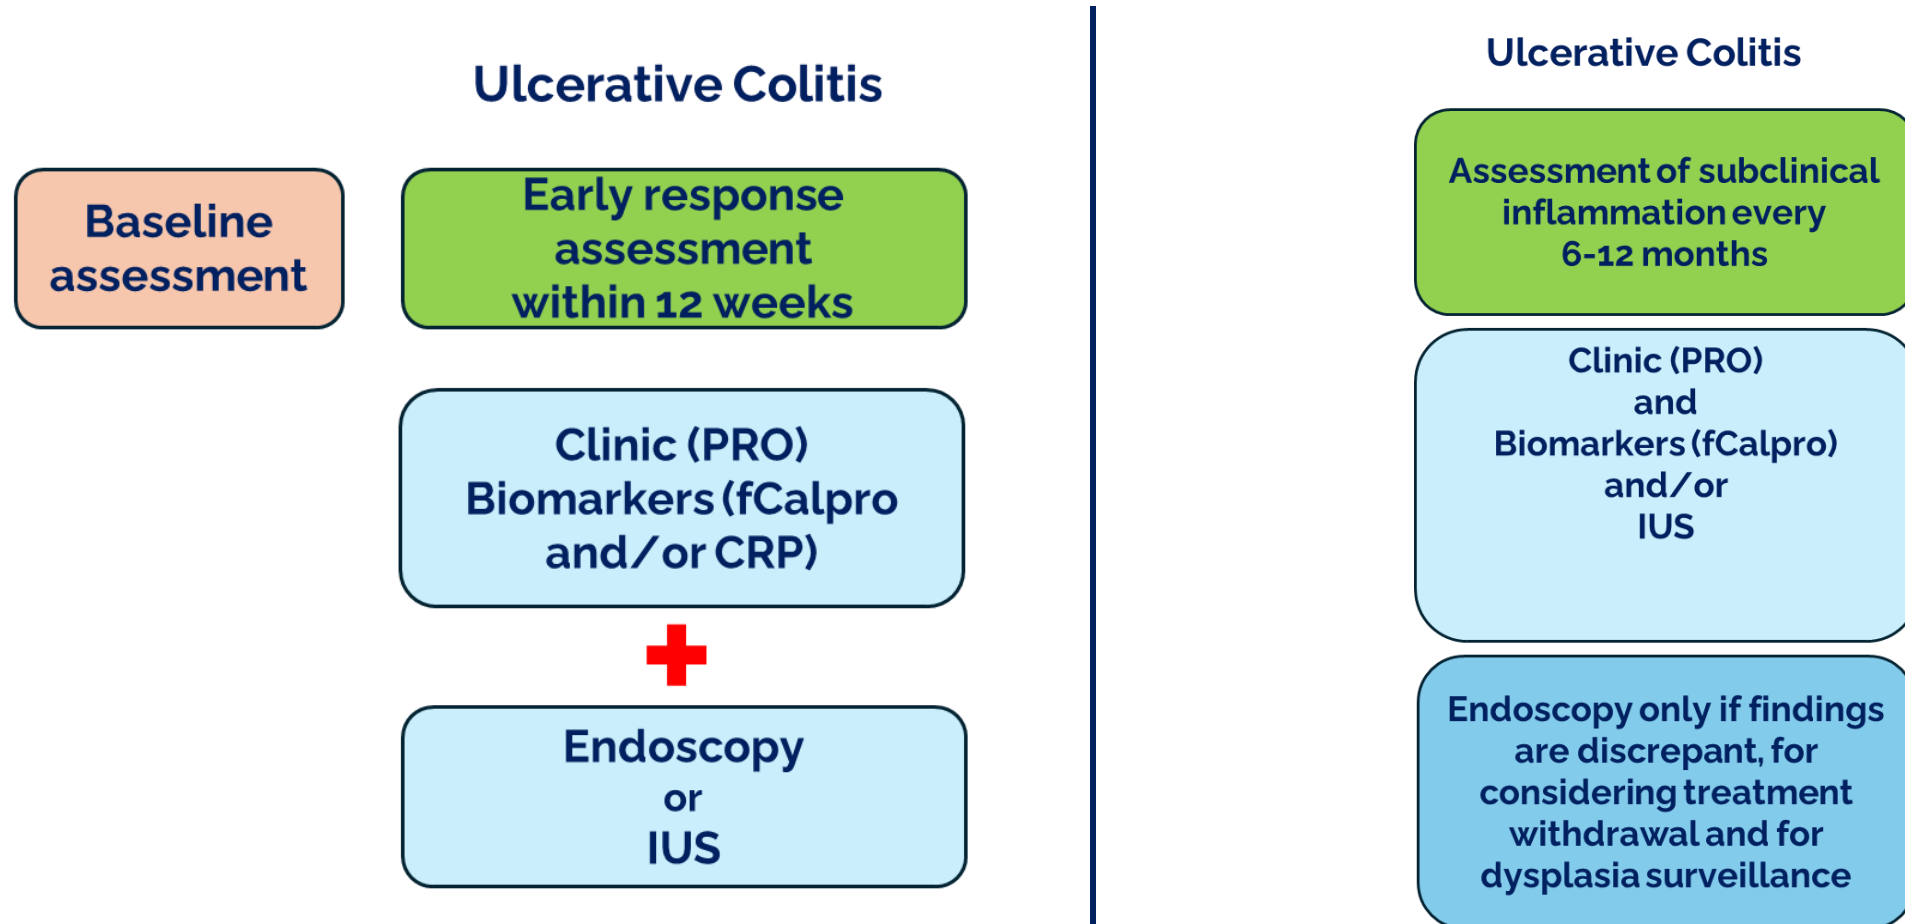 Ulcerative Colitis
Baseline
assessment
Early response
assessment
within 12 weeks
Clinic (PRO)
Biomarkers (fCalpro
and/or CRP)
Endoscopy
or
IUS
Ulcerative Colitis
Assessment of subclinical
inflammation every
6-12 months
Clinic (PRO)
and
Biomarkers (fCalpro)
and/or
IUS
Endoscopy only if findings
are discrepant, for
considering treatment
withdrawal and for
dysplasia surveillance